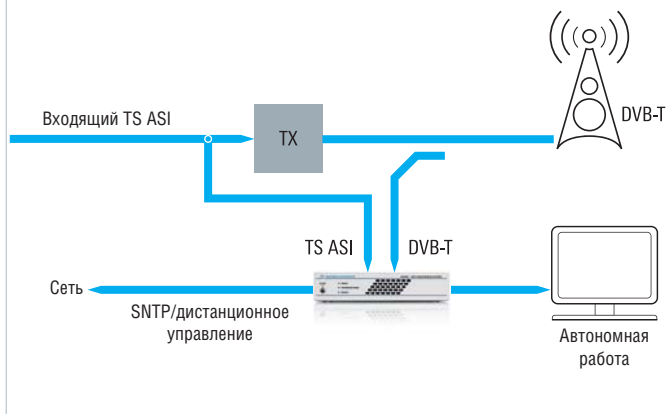 Входящий TS ASI
TX
DVB-T
TS ASI
DVB-T
Сеть
SNTP/дистанционное
управление
Автономная
работа